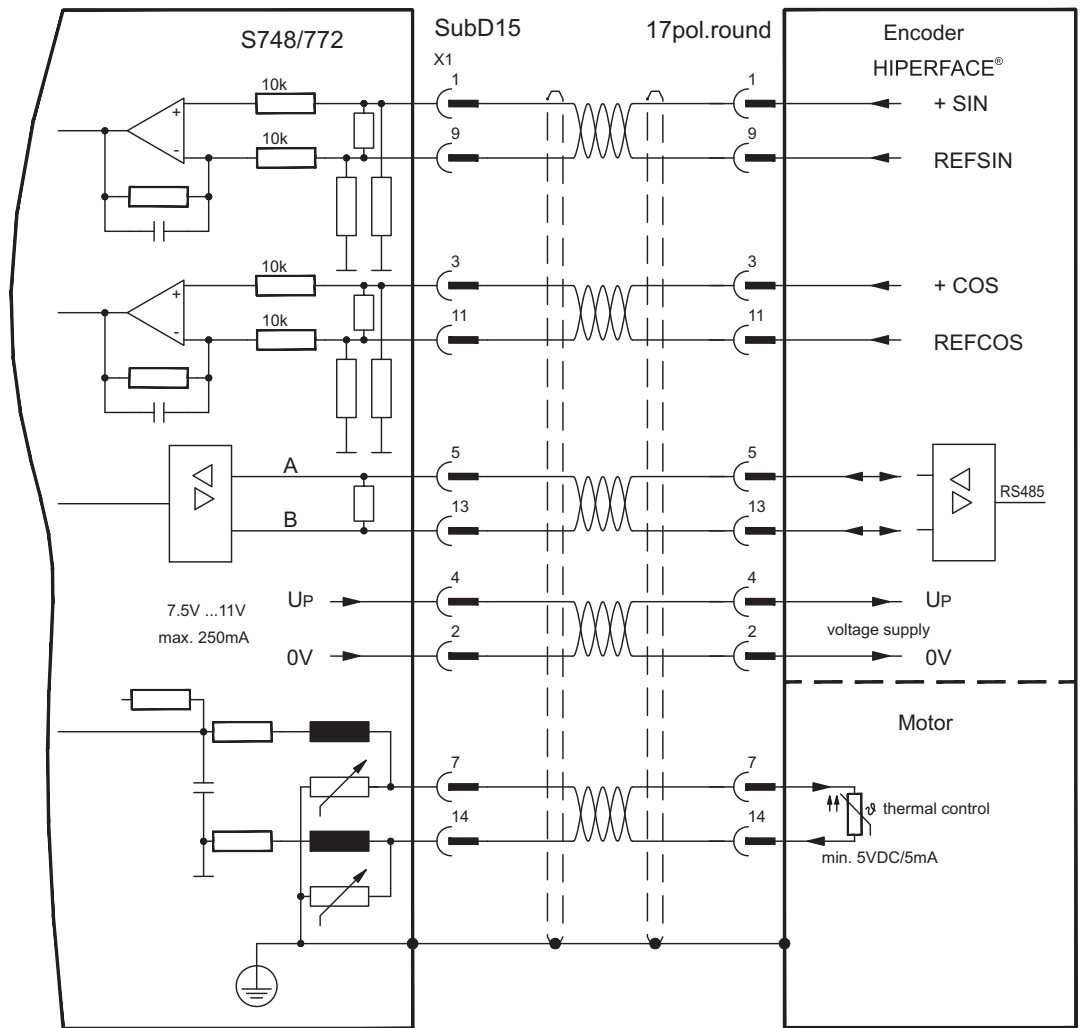 S748/772
SubD15
17pol.round
Encoder
HIPERFACE®
X1
10k
1
1
+ SIN
+
-
10k
9
9
REFSIN
10k
3
3
+ COS
+
-
10k
11
11
REFCOS
A
5
5
RS485
B
13
13
7.5V ...11V
max. 250mA
UP
4
4
UP
voltage supply
0V
2
2
0V
Motor
7
7
ϑ thermal control
14
14
min. 5VDC/5mA